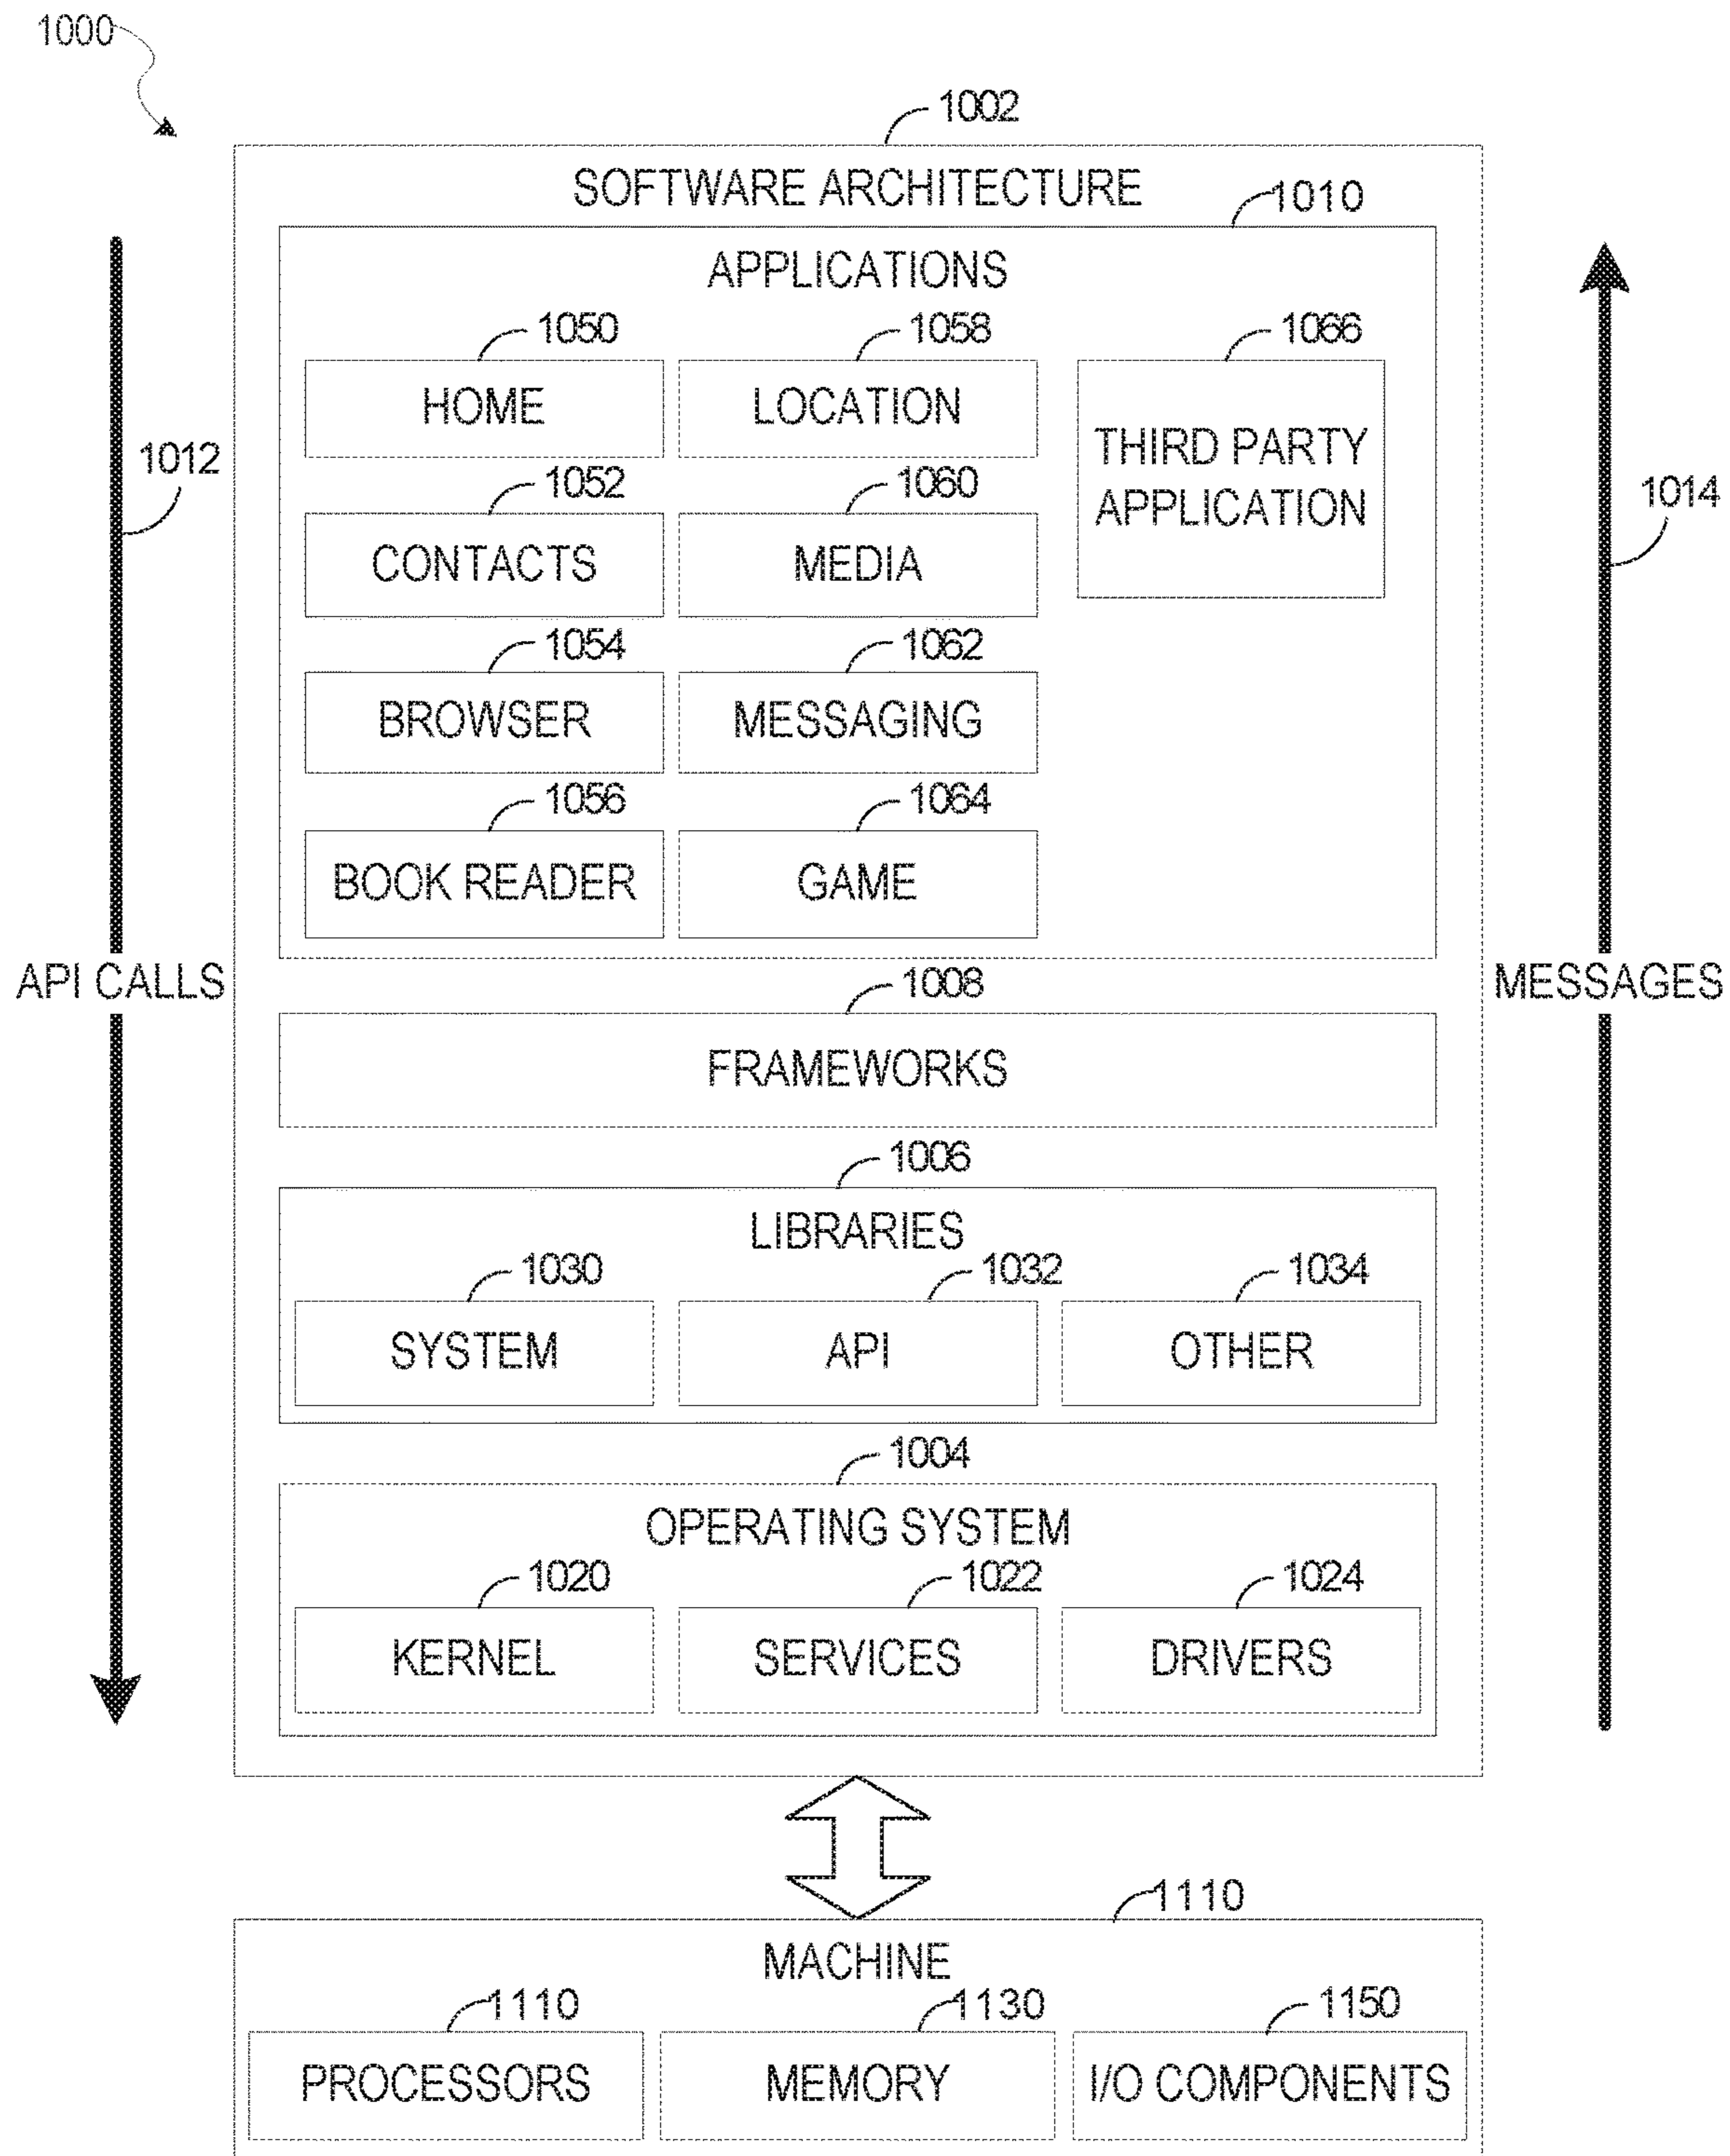 1000
1002
SOFTWARE ARCHITECTURE
1010
APPLICATIONS
1050
1058
1066
HOME
LOCATION
THIRD PARTY
APPLICATION
1012
1052
1060
1014
CONTACTS
MEDIA
1054
1062
BROWSER
MESSAGING
1056
1064
BOOK READER
GAME
API CALLS
MESSAGES
1008
FRAMEWORKS
1006
LIBRARIES
1030
1032
1034
SYSTEM
API
OTHER
1004
OPERATING SYSTEM
1020
1022
1024
KERNEL
SERVICES
DRIVERS
1110
MACHINE
1110
1130
1150
PROCESSORS
MEMORY
I/O COMPONENTS